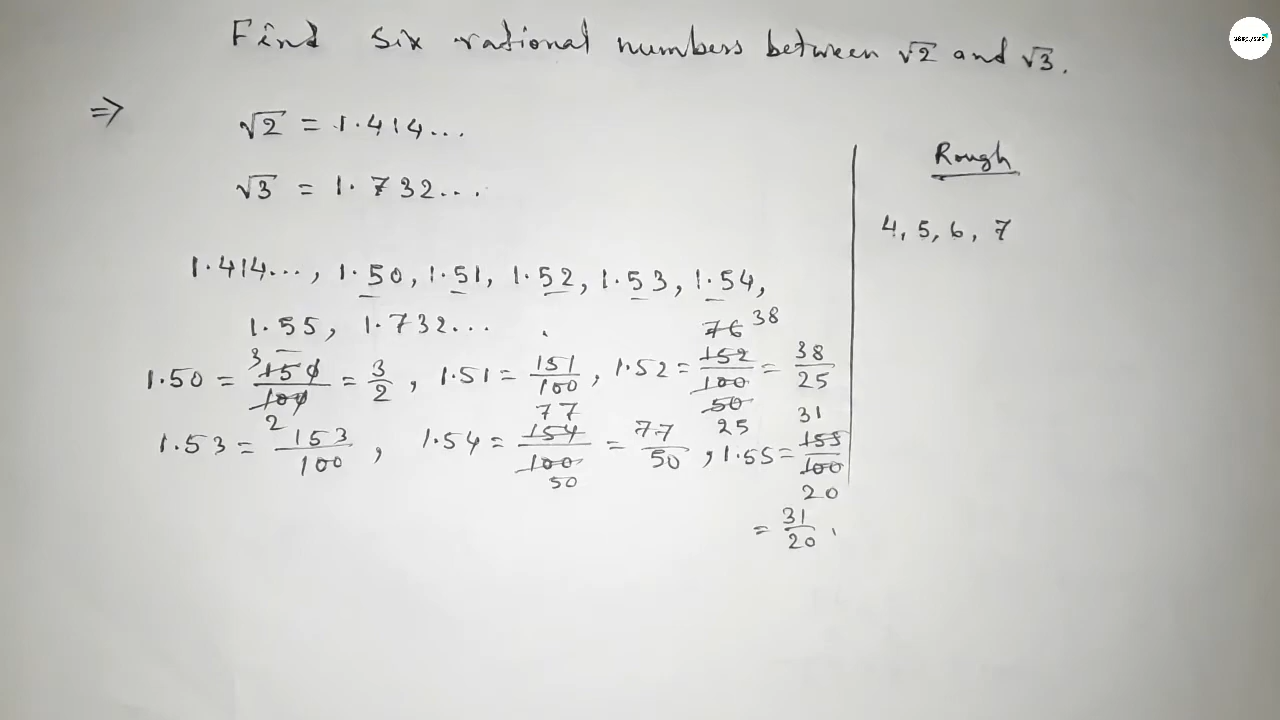 Find six rational numbers between √2 and √3.
⇒ √2 = 1.414...
√3 = 1.732...
Rough
4, 5, 6, 7
1.414..., 1.50, 1.51, 1.52, 1.53, 1.54,
1.55, 1.732...
1.50 = 150/100 = 3/2, 1.51 = 151/100, 1.52 = 152/100 = 38/25
3 2 76 38 50 25
1.53 = 153/100, 1.54 = 154/100 = 77/50, 1.55 = 155/100
77 50 31 20
= 31/20.